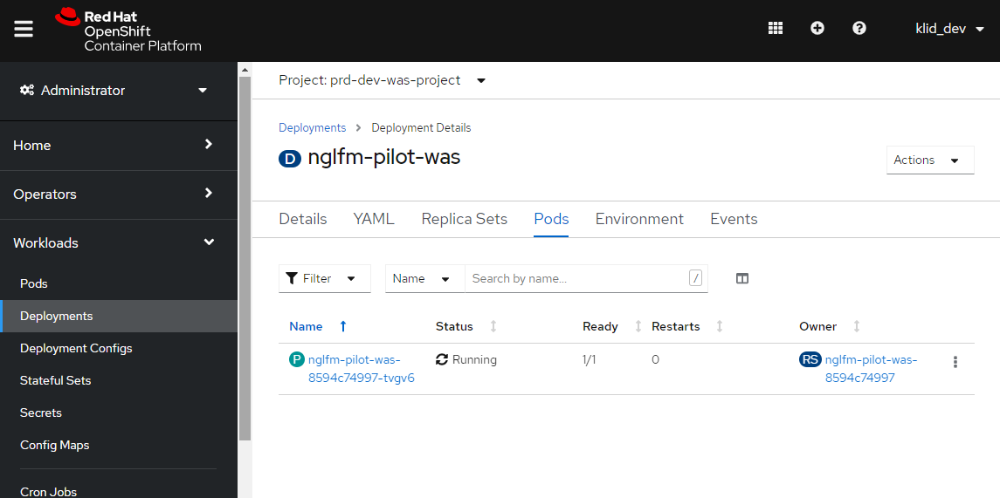 Red Hat
OpenShift
Container Platform
klid_dev
Administrator
Home
Operators
Workloads
Pods
Deployments
Deployment Configs
Stateful Sets
Secrets
Config Maps
Cron Jobs
Project: prd-dev-was-project
Deployments > Deployment Details
D nglfm-pilot-was
Actions
Details YAML Replica Sets Pods Environment Events
Filter Name Search by name... /
Name Status Ready Restarts Owner
P nglfm-pilot-was- Running 1/1 0 RS nglfm-pilot-was-
8594c74997-tvgv6 8594c74997